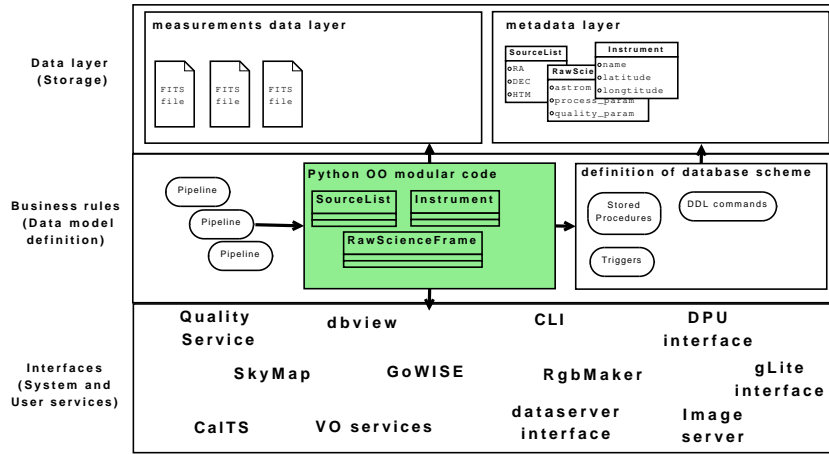 Data layer
(Storage)
measurements data layer
FITS
file
FITS
file
FITS
file
metadata layer
SourceList
RA
DEC
HTM
RawScie
astrom
process_param
quality_param
Instrument
name
latitude
longtitude
Business rules
(Data model
definition)
Pipeline
Pipeline
Pipeline
Python OO modular code
SourceList
Instrument
RawScienceFrame
definition of database scheme
Stored
Procedures
DDL commands
Triggers
Interfaces
(System and
User services)
Quality
Service
dbview
CLI
DPU
interface
SkyMap
GoWISE
RgbMaker
gLite
interface
CalTS
VO services
dataserver
interface
Image
server